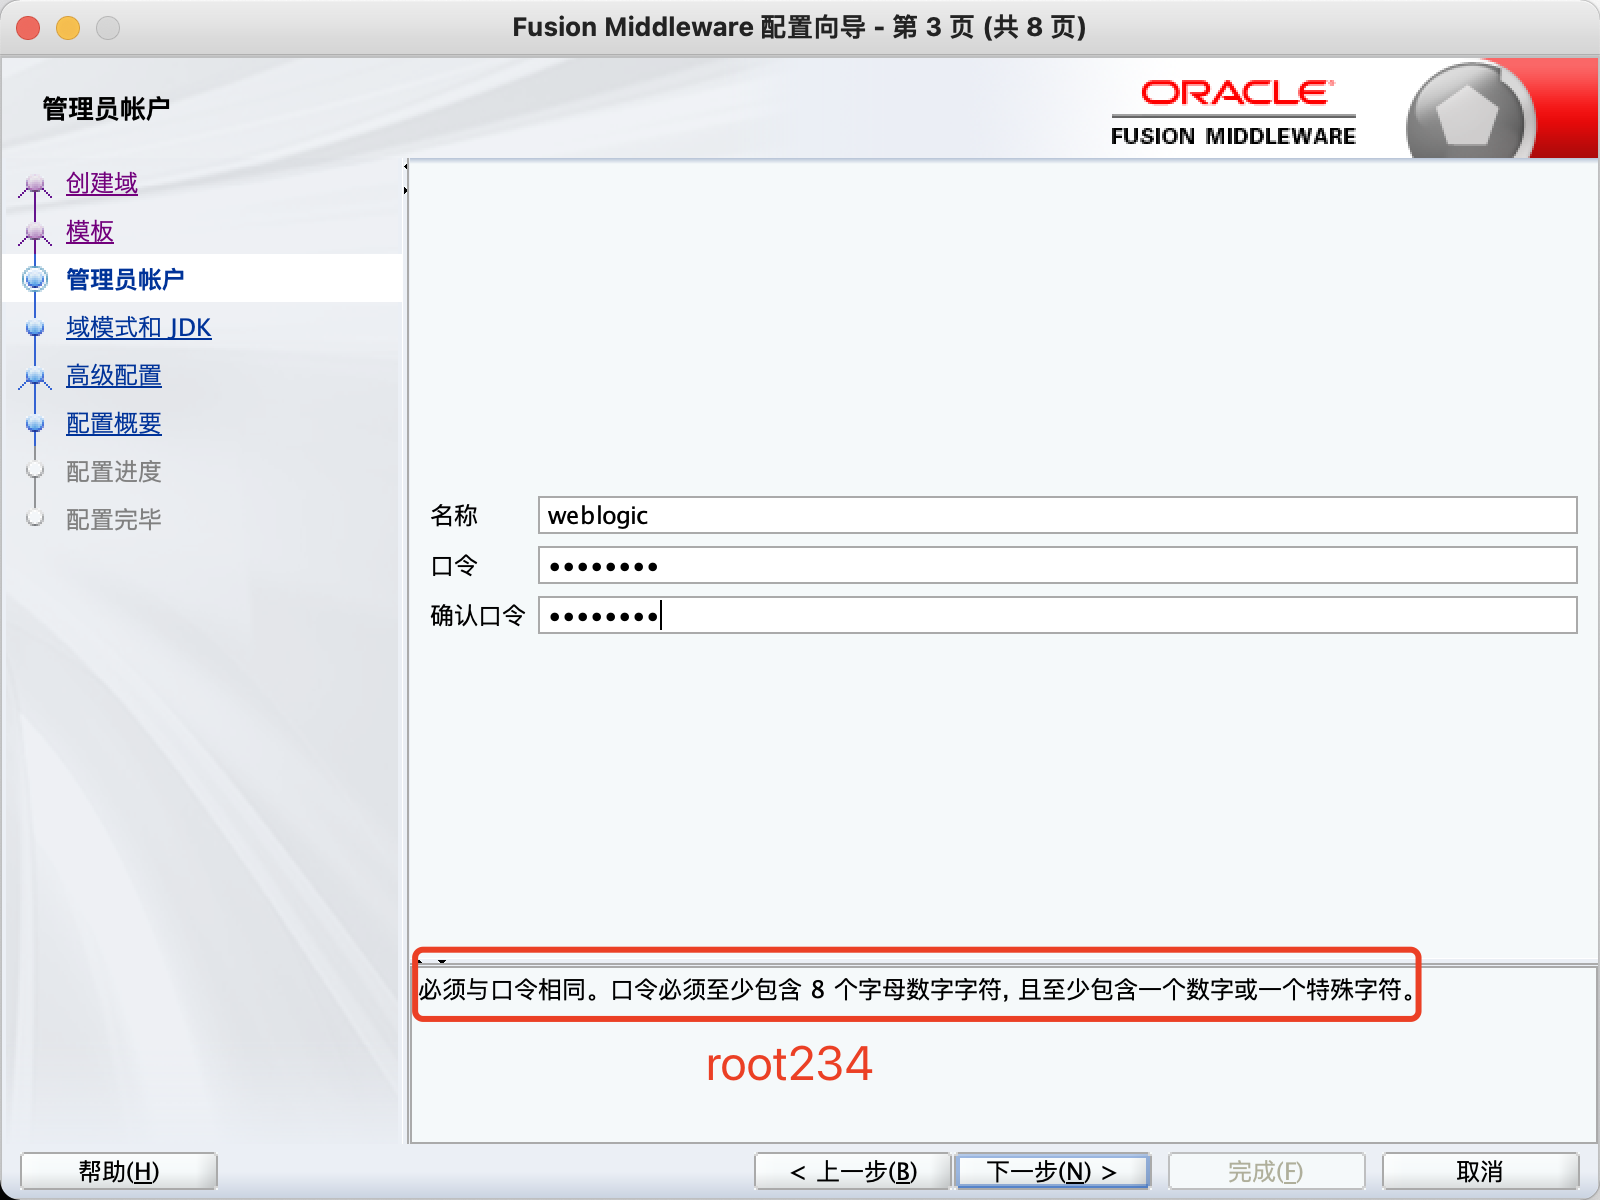 Fusion Middleware 配置向导 - 第 3 页 (共 8 页)
管理员帐户
ORACLE
FUSION MIDDLEWARE
创建域
模板
管理员帐户
域模式和 JDK
高级配置
配置概要
配置进度
配置完毕
名称 weblogic
口令 ••••••••
确认口令 ••••••••
必须与口令相同。口令必须至少包含 8 个字母数字字符, 且至少包含一个数字或一个特殊字符。
root234
帮助(H) < 上一步(B) 下一步(N) > 完成(F) 取消